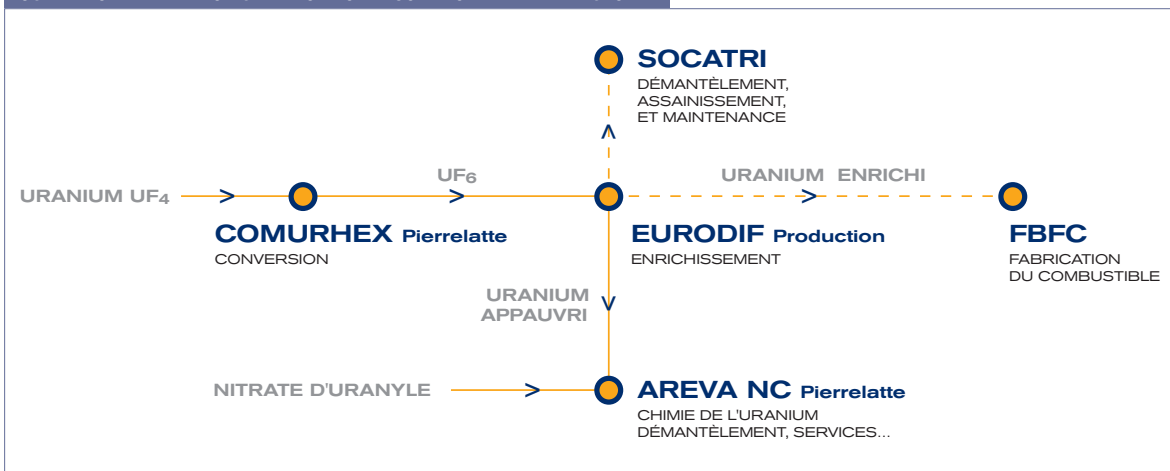 SOCATRI
DÉMANTÈLEMENT,
ASSAINISSEMENT,
ET MAINTENANCE
URANIUM UF4
UF6
URANIUM ENRICHI
COMURHEX Pierrelatte
CONVERSION
EURODIF Production
ENRICHISSEMENT
FBFC
FABRICATION
DU COMBUSTIBLE
URANIUM
APPAUVRI
NITRATE D'URANYLE
AREVA NC Pierrelatte
CHIMIE DE L'URANIUM
DÉMANTÈLEMENT, SERVICES...